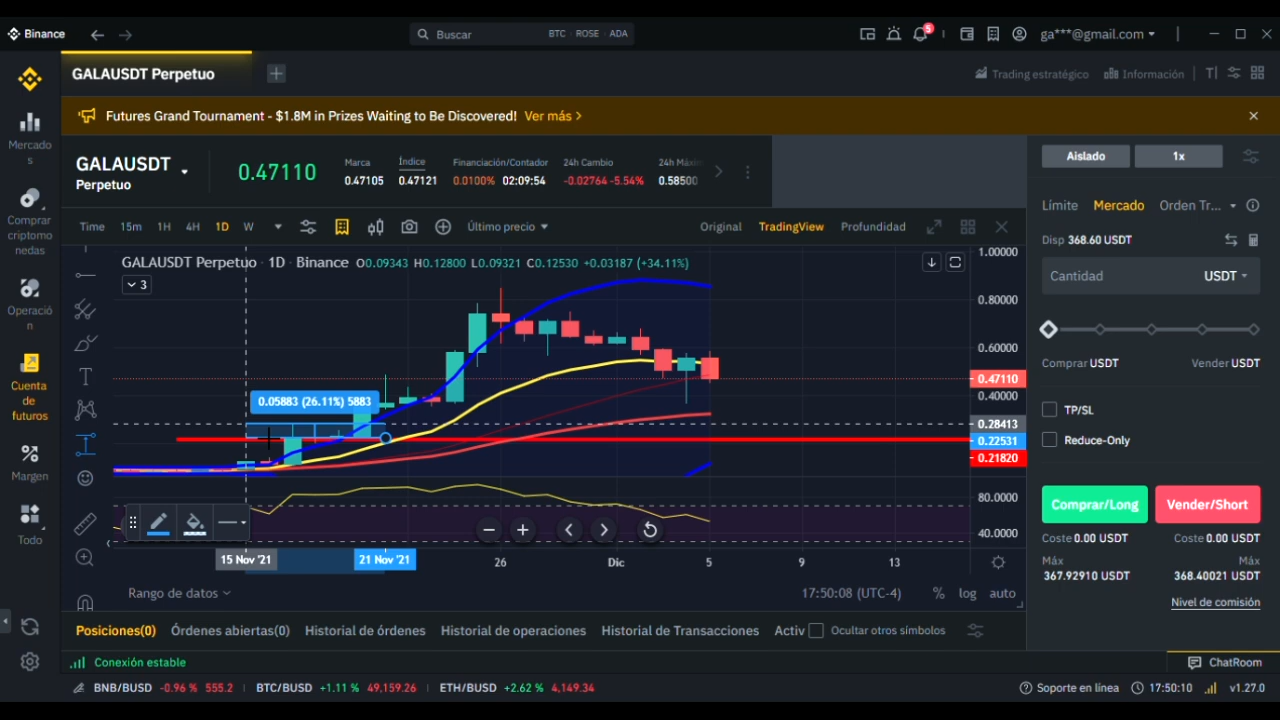 Binance
Buscar BTC ROSE ADA
5
ga***@gmail.com
GALAUSDT Perpetuo
Trading estratégico
Información
Futures Grand Tournament - $1.8M in Prizes Waiting to Be Discovered! Ver más >
Mercados
Comprar criptomonedas
Operación
Cuenta de futuros
Margen
Todo
GALAUSDT
Perpetuo
0.47110
Marca
0.47105
Índice
0.47121
Financiación/Contador
0.0100% 02:09:54
24h Cambio
-0.02764 -5.54%
24h Máxi
0.58500
Time 15m 1H 4H 1D W
Último precio
Original TradingView Profundidad
GALAUSDT Perpetuo · 1D · Binance O0.09343 H0.12800 L0.09321 C0.12530 +0.03187 (+34.11%)
3
0.05883 (26.11%) 5883
1.00000
0.80000
0.60000
0.47110
0.40000
0.28413
0.22531
0.21820
80.0000
40.0000
15 Nov '21
21 Nov '21
26
Dic
5
9
13
Rango de datos
17:50:08 (UTC-4)
% log auto
Aislado
1x
Límite Mercado Orden Tr...
Disp 368.60 USDT
Cantidad USDT
Comprar USDT
Vender USDT
TP/SL
Reduce-Only
Comprar/Long
Vender/Short
Coste 0.00 USDT
Coste 0.00 USDT
Máx
367.92910 USDT
Máx
368.40021 USDT
Nivel de comisión
Posiciones(0) Órdenes abiertas(0) Historial de órdenes Historial de operaciones Historial de Transacciones Activ Ocultar otros símbolos
Conexión estable
ChatRoom
BNB/BUSD -0.96 % 555.2
BTC/BUSD +1.11 % 49,159.26
ETH/BUSD +2.62 % 4,149.34
Soporte en línea
17:50:10
v1.27.0